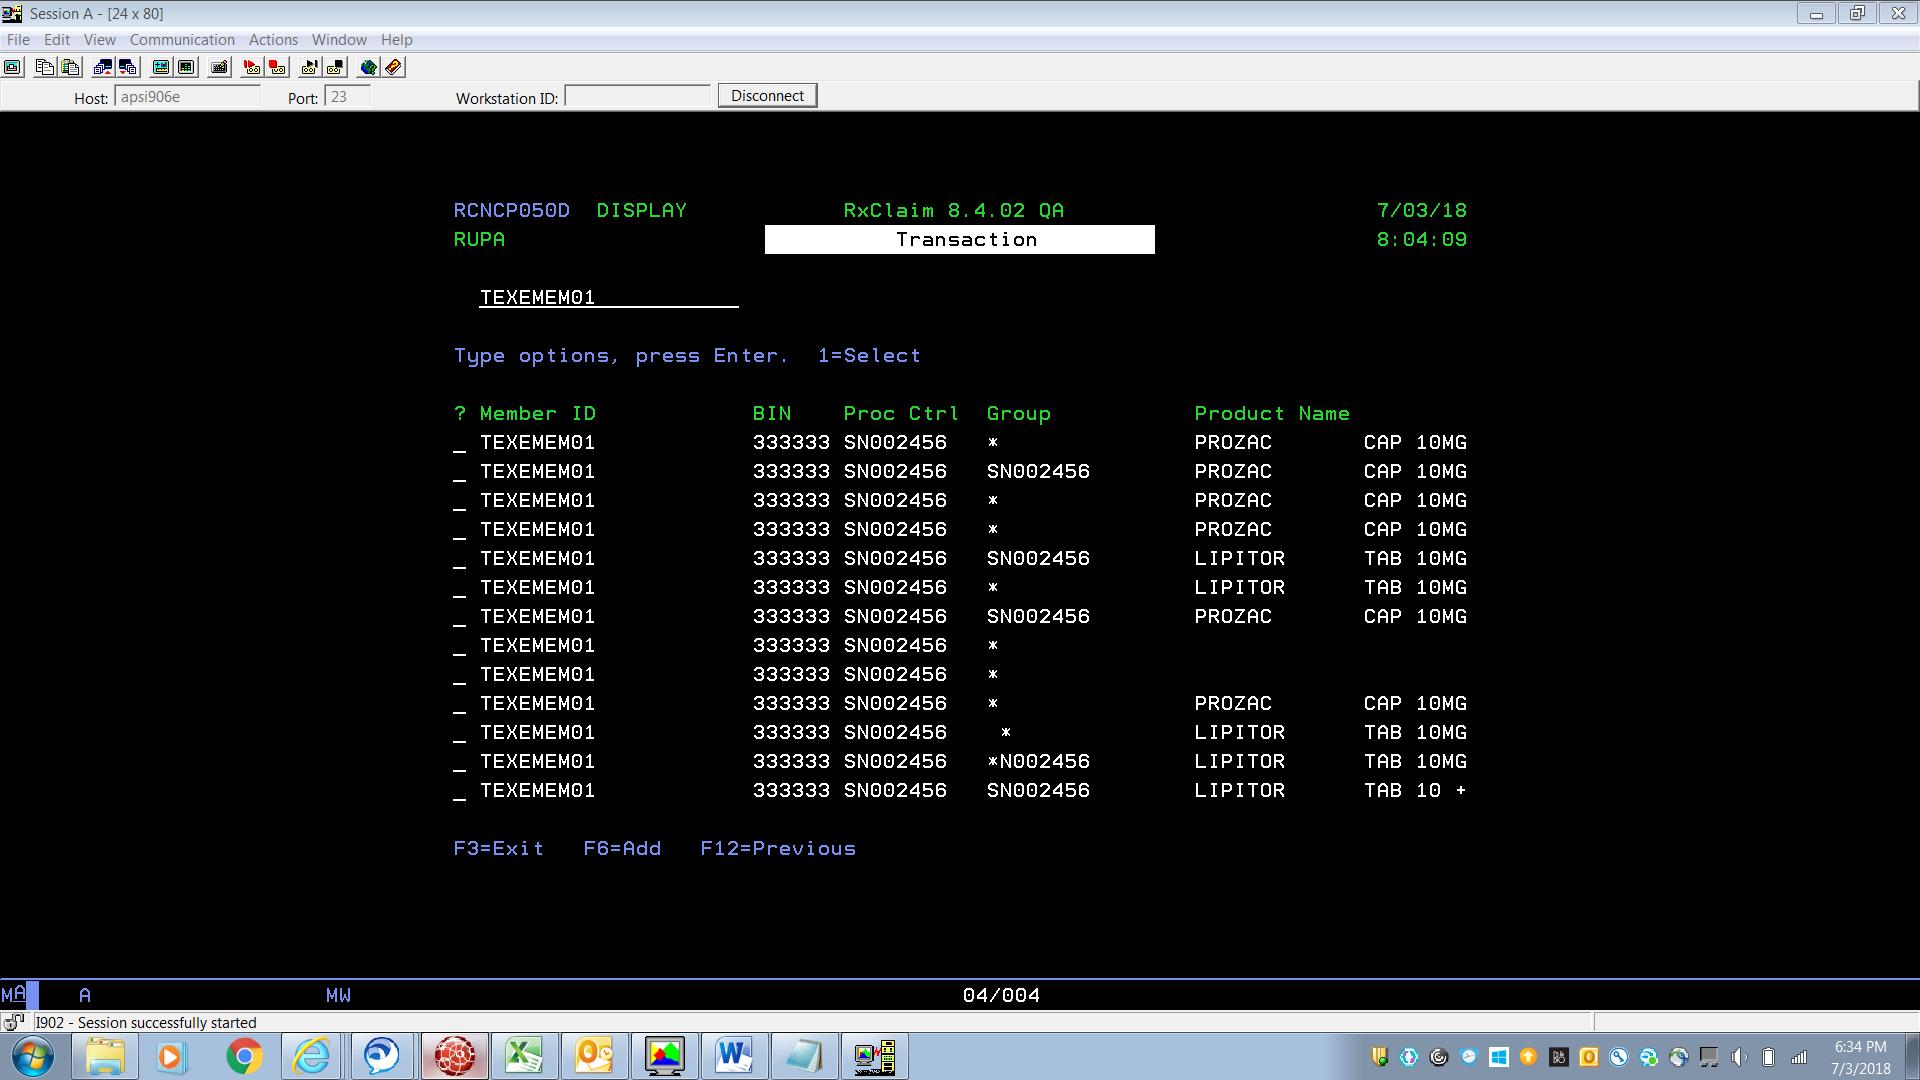 Session A - [24 x 80]
File Edit View Communication Actions Window Help
Host: apsi906e Port: 23 Workstation ID: Disconnect
RCNCP050D DISPLAY RxClaim 8.4.02 QA 7/03/18
RUPA Transaction 8:04:09
TEXEMEM01
Type options, press Enter. 1=Select
? Member ID BIN Proc Ctrl Group Product Name
_ TEXEMEM01 333333 SN002456 * PROZAC CAP 10MG
_ TEXEMEM01 333333 SN002456 SN002456 PROZAC CAP 10MG
_ TEXEMEM01 333333 SN002456 * PROZAC CAP 10MG
_ TEXEMEM01 333333 SN002456 * PROZAC CAP 10MG
_ TEXEMEM01 333333 SN002456 SN002456 LIPITOR TAB 10MG
_ TEXEMEM01 333333 SN002456 * LIPITOR TAB 10MG
_ TEXEMEM01 333333 SN002456 SN002456 PROZAC CAP 10MG
_ TEXEMEM01 333333 SN002456 *
_ TEXEMEM01 333333 SN002456 *
_ TEXEMEM01 333333 SN002456 * PROZAC CAP 10MG
_ TEXEMEM01 333333 SN002456 * LIPITOR TAB 10MG
_ TEXEMEM01 333333 SN002456 *N002456 LIPITOR TAB 10MG
_ TEXEMEM01 333333 SN002456 SN002456 LIPITOR TAB 10 +
F3=Exit F6=Add F12=Previous
MA A MW 04/004
I902 - Session successfully started
6:34 PM
7/3/2018